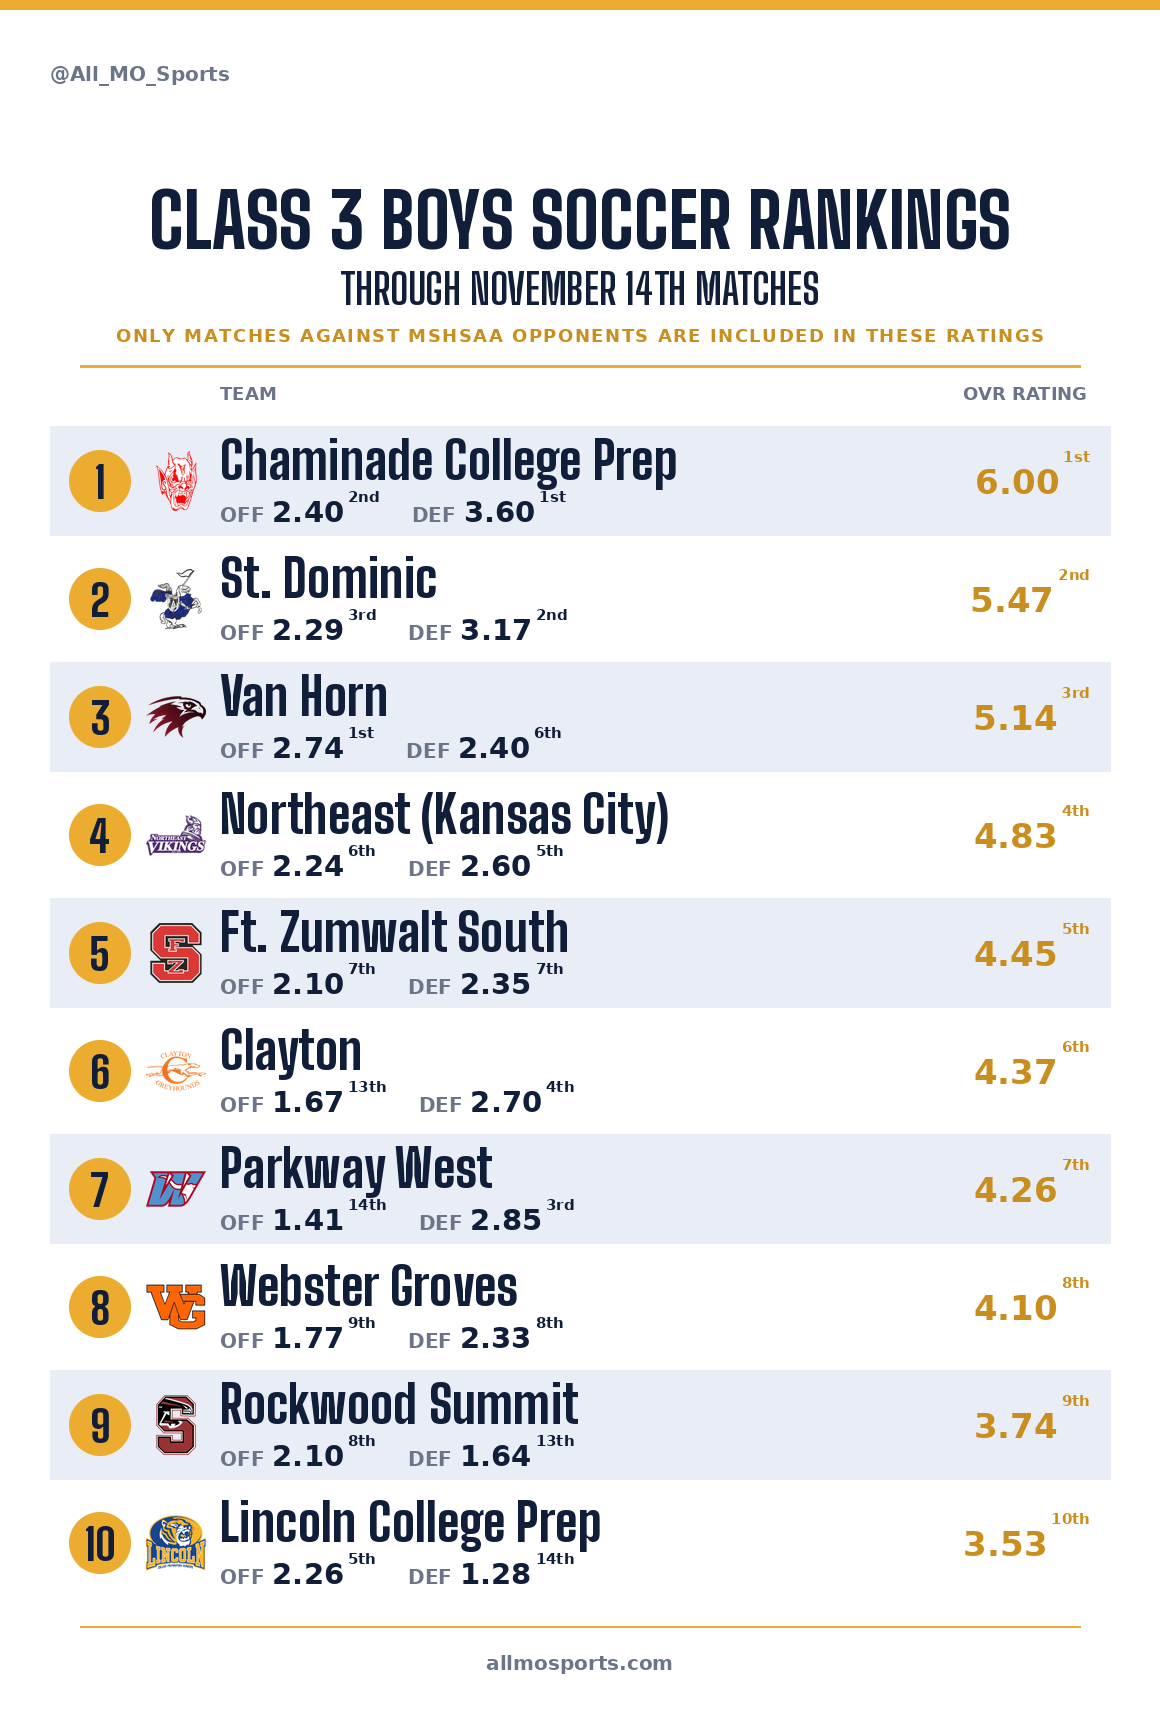 @All_MO_Sports
CLASS 3 BOYS SOCCER RANKINGS
THROUGH NOVEMBER 14TH MATCHES
ONLY MATCHES AGAINST MSHSAA OPPONENTS ARE INCLUDED IN THESE RATINGS
TEAM OVR RATING
1 Chaminade College Prep 6.00 1st
OFF 2.40 2nd DEF 3.60 1st
2 St. Dominic 5.47 2nd
OFF 2.29 3rd DEF 3.17 2nd
3 Van Horn 5.14 3rd
OFF 2.74 1st DEF 2.40 6th
4 NORTHEAST VIKINGS Northeast (Kansas City) 4.83 4th
OFF 2.24 6th DEF 2.60 5th
5 S FZ Ft. Zumwalt South 4.45 5th
OFF 2.10 7th DEF 2.35 7th
6 CLAYTON C GREYHOUNDS Clayton 4.37 6th
OFF 1.67 13th DEF 2.70 4th
7 W Parkway West 4.26 7th
OFF 1.41 14th DEF 2.85 3rd
8 WG Webster Groves 4.10 8th
OFF 1.77 9th DEF 2.33 8th
9 S Rockwood Summit 3.74 9th
OFF 2.10 8th DEF 1.64 13th
10 LINCOLN Lincoln College Prep 3.53 10th
OFF 2.26 5th DEF 1.28 14th
allmosports.com